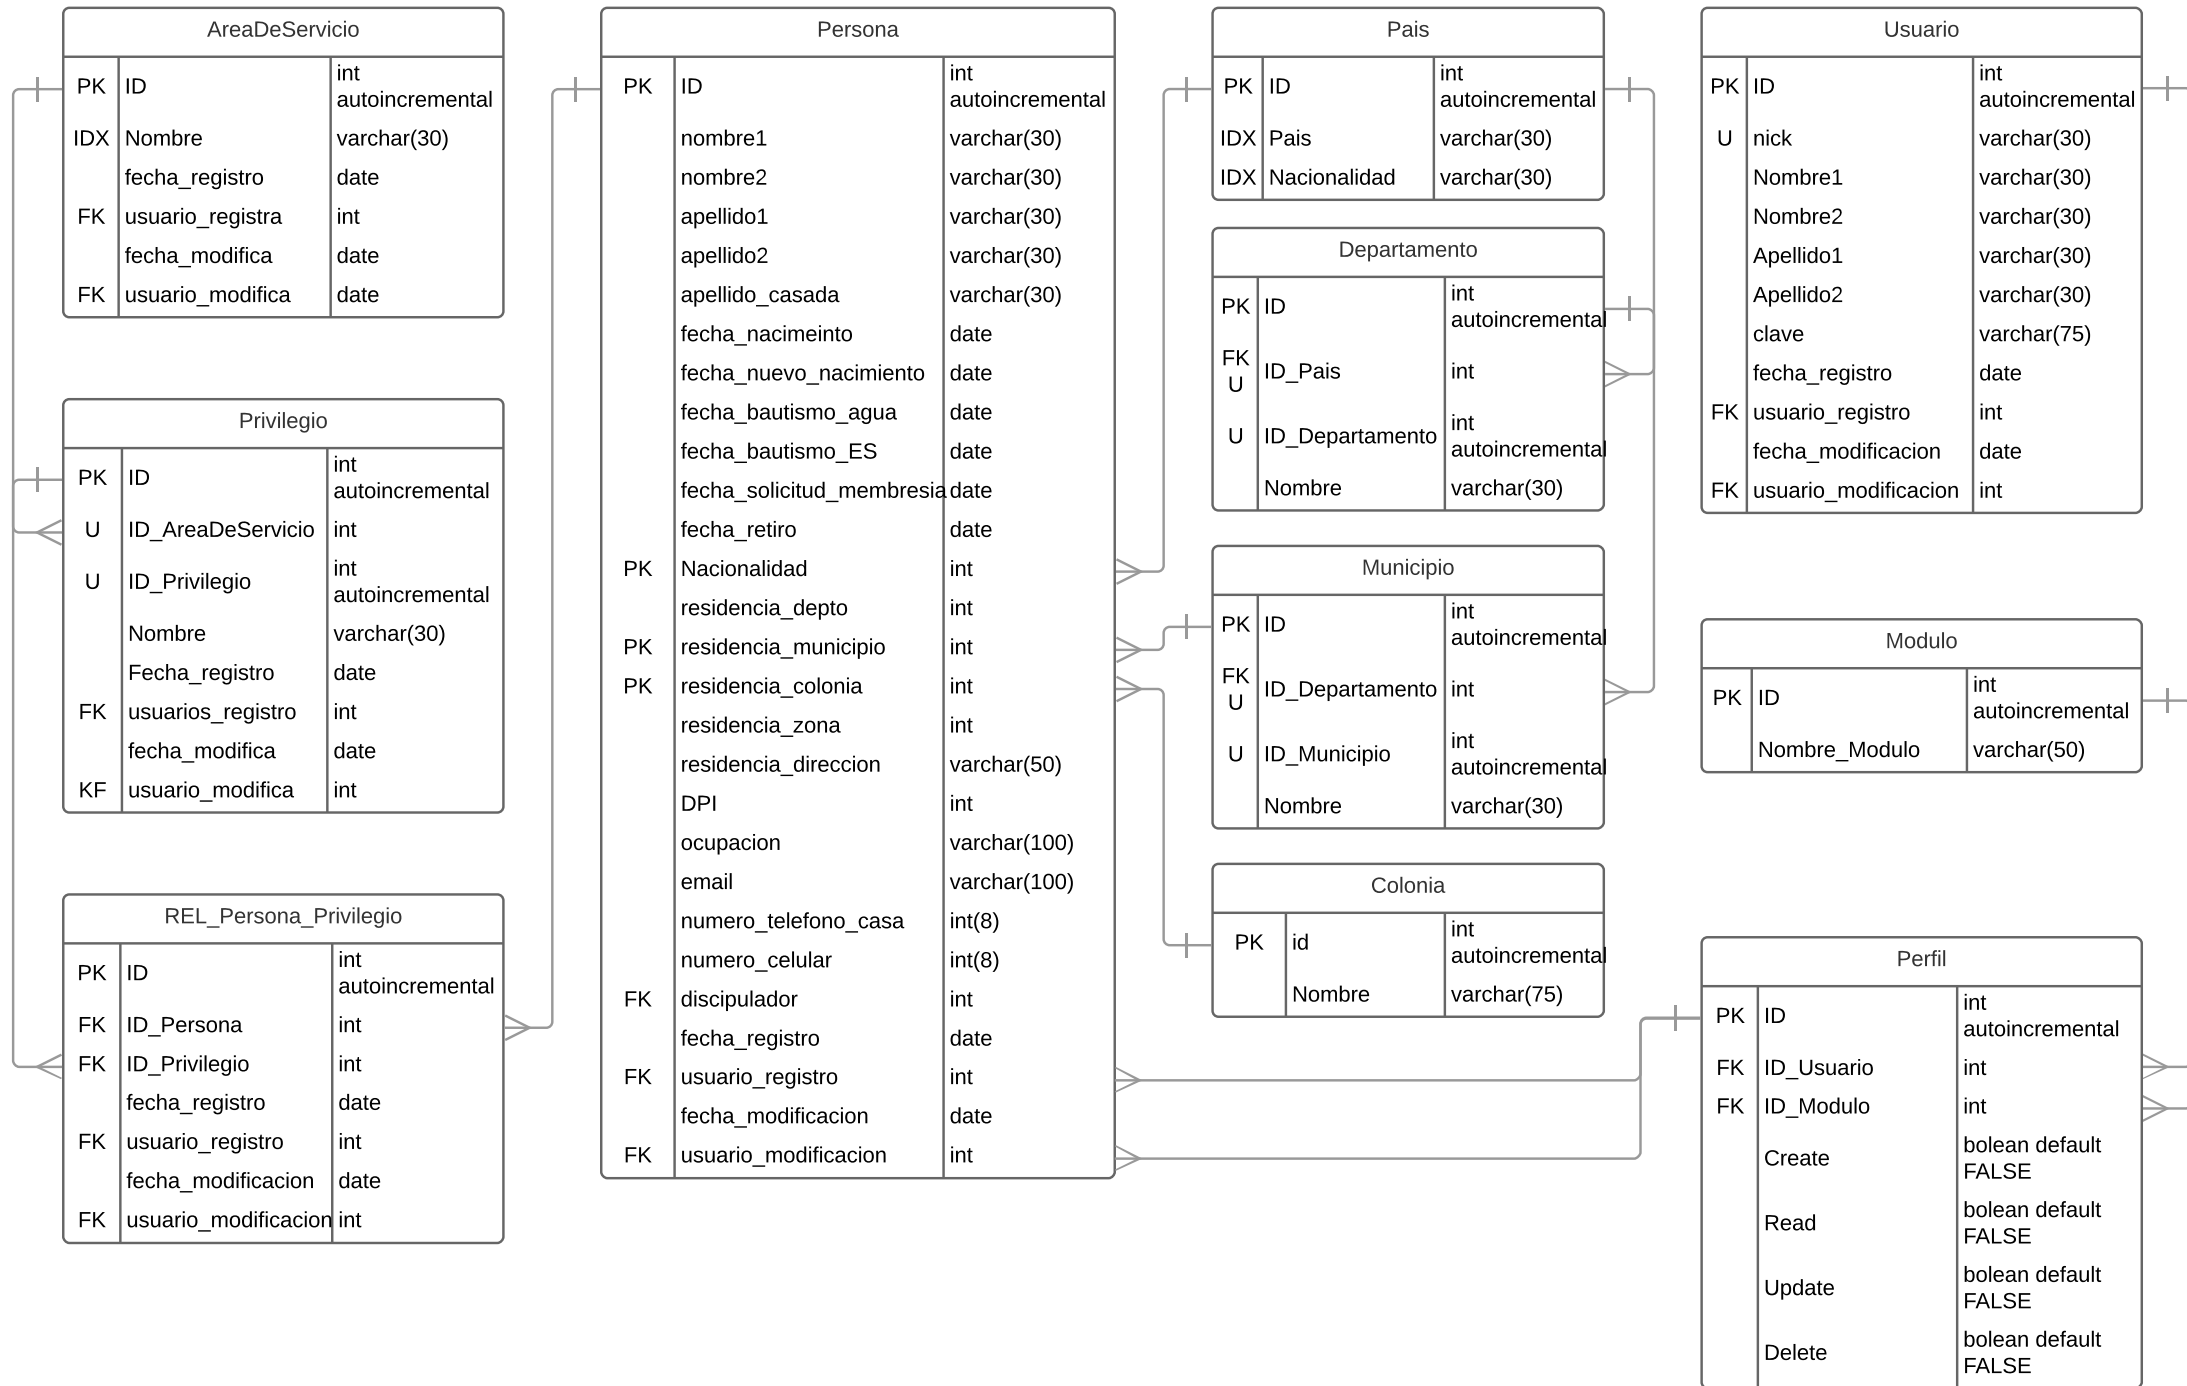 AreaDeServicio
PK ID int autoincremental
IDX Nombre varchar(30)
fecha_registro date
FK usuario_registra int
fecha_modifica date
FK usuario_modifica date
Privilegio
PK ID int autoincremental
U ID_AreaDeServicio int
U ID_Privilegio int autoincremental
Nombre varchar(30)
Fecha_registro date
FK usuarios_registro int
fecha_modifica date
KF usuario_modifica int
REL_Persona_Privilegio
PK ID int autoincremental
FK ID_Persona int
FK ID_Privilegio int
fecha_registro date
FK usuario_registro int
fecha_modificacion date
FK usuario_modificacion int
Persona
PK ID int autoincremental
nombre1 varchar(30)
nombre2 varchar(30)
apellido1 varchar(30)
apellido2 varchar(30)
apellido_casada varchar(30)
fecha_nacimeinto date
fecha_nuevo_nacimiento date
fecha_bautismo_agua date
fecha_bautismo_ES date
fecha_solicitud_membresia date
fecha_retiro date
PK Nacionalidad int
residencia_depto int
PK residencia_municipio int
PK residencia_colonia int
residencia_zona int
residencia_direccion varchar(50)
DPI int
ocupacion varchar(100)
email varchar(100)
numero_telefono_casa int(8)
numero_celular int(8)
FK discipulador int
fecha_registro date
FK usuario_registro int
fecha_modificacion date
FK usuario_modificacion int
Pais
PK ID int autoincremental
IDX Pais varchar(30)
IDX Nacionalidad varchar(30)
Departamento
PK ID int autoincremental
FK U ID_Pais int
U ID_Departamento int autoincremental
Nombre varchar(30)
Municipio
PK ID int autoincremental
FK U ID_Departamento int
U ID_Municipio int autoincremental
Nombre varchar(30)
Colonia
PK id int autoincremental
Nombre varchar(75)
Usuario
PK ID int autoincremental
U nick varchar(30)
Nombre1 varchar(30)
Nombre2 varchar(30)
Apellido1 varchar(30)
Apellido2 varchar(30)
clave varchar(75)
fecha_registro date
FK usuario_registro int
fecha_modificacion date
FK usuario_modificacion int
Modulo
PK ID int autoincremental
Nombre_Modulo varchar(50)
Perfil
PK ID int autoincremental
FK ID_Usuario int
FK ID_Modulo int
Create bolean default FALSE
Read bolean default FALSE
Update bolean default FALSE
Delete bolean default FALSE